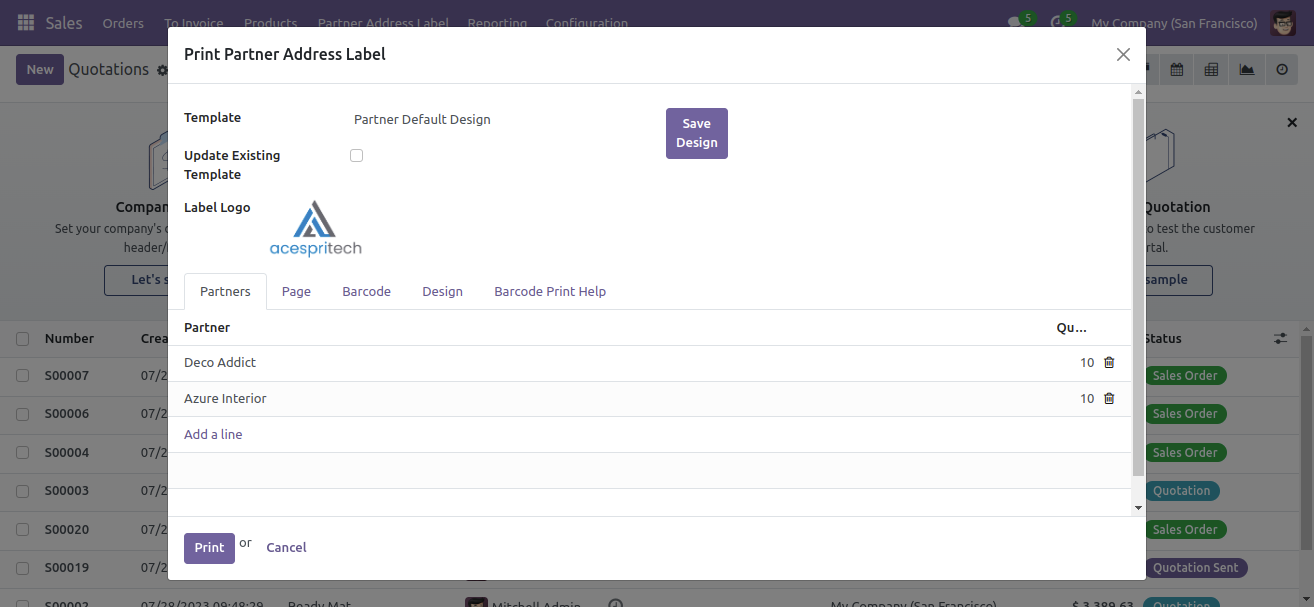 Sales Orders To Invoice Products Partner Address Label Reporting Configuration 5 5 My Company (San Francisco)
Print Partner Address Label
New Quotations
Template Partner Default Design Save
Design
Update Existing
Template
Label Logo
acespritech
Set your company's
header/
Let's s
Quotation
to test the customer
rtal.
sample
Partners Page Barcode Design Barcode Print Help
Partner Qu...
Deco Addict 10
Azure Interior 10
Add a line
Print or Cancel
Number Crea Status
S00007 07/2 Sales Order
S00006 07/2 Sales Order
S00004 07/2 Sales Order
S00003 07/2 Quotation
S00020 07/2 Sales Order
S00019 07/2 Quotation Sent
S00002 07/28/2023 09:48:29 Ready Mat Mitchell Admin My Company (San Francisco) $ 3,389.63 Quotation